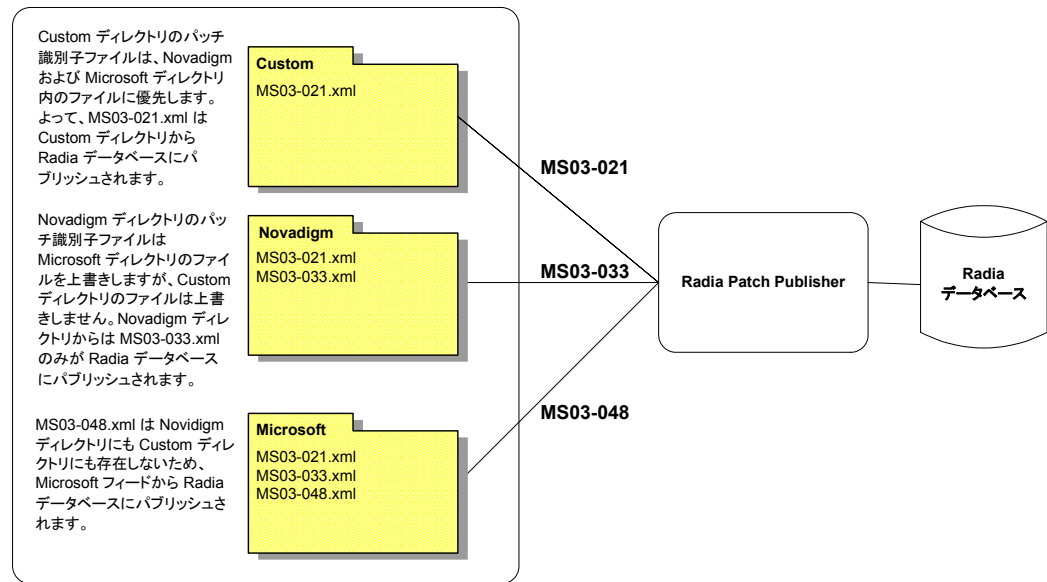 Custom ディレクトリのパッチ
識別子ファイルは、Novadigm
および Microsoft ディレクトリ
内のファイルに優先します。
よって、MS03-021.xml は
Custom ディレクトリから
Radia データベースにパ
ブリッシュされます。
Custom
MS03-021.xml
MS03-021
Novadigm ディレクトリのパッ
チ識別子ファイルは
Microsoft ディレクトリのファイ
ルを上書きしますが、Custom
ディレクトリのファイルは上書
きしません。Novadigm ディレ
クトリからは MS03-033.xml
のみが Radia データベース
にパブリッシュされます。
Novadigm
MS03-021.xml
MS03-033.xml
MS03-033
Radia Patch Publisher
Radia
データベース
MS03-048.xml は Novidigm
ディレクトリにも Custom ディレ
クトリにも存在しないため、
Microsoft フィードから Radia
データベースにパブリッシュさ
れます。
Microsoft
MS03-021.xml
MS03-033.xml
MS03-048.xml
MS03-048